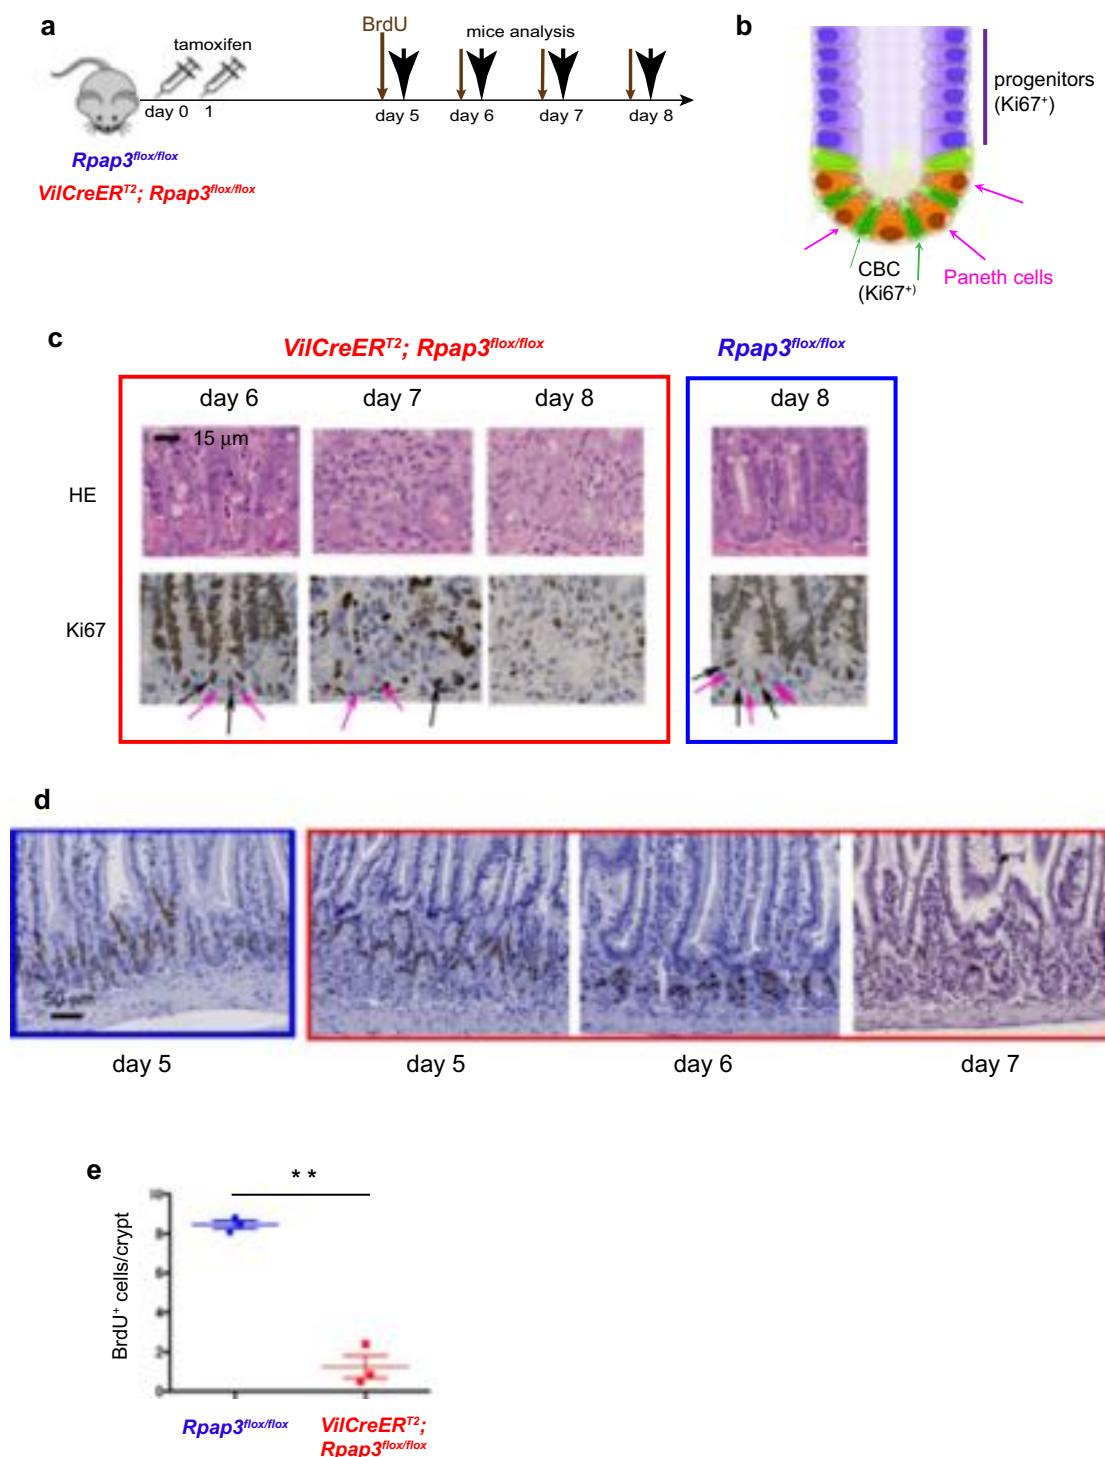 a
tamoxifen
day 0 1
BrdU
mice analysis
day 5 day 6 day 7 day 8
Rpap3flox/flox
VilCreERT2; Rpap3flox/flox
b
progenitors
(Ki67+)
CBC
(Ki67+)
Paneth cells
c
VilCreERT2; Rpap3flox/flox
Rpap3flox/flox
day 6 day 7 day 8 day 8
15 μm
HE
Ki67
d
50 μm
day 5 day 5 day 6 day 7
e
**
BrdU+ cells/crypt
10
8
6
4
2
0
Rpap3flox/flox
VilCreERT2;
Rpap3flox/flox